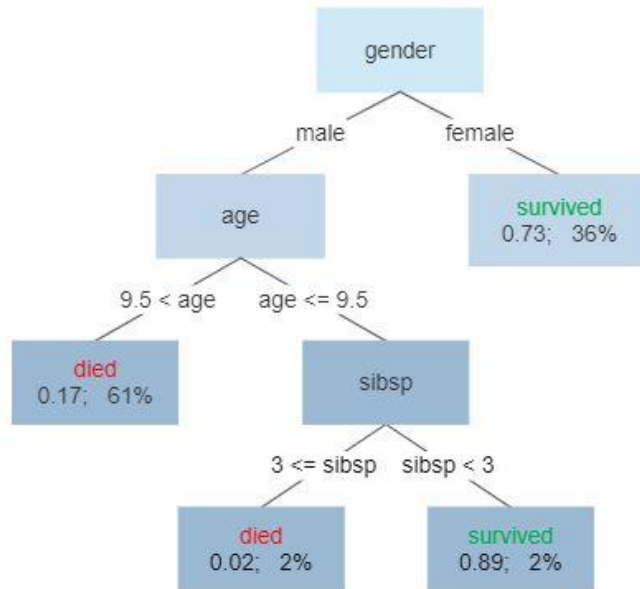 gender
male
female
age
survived
0.73; 36%
9.5 < age
age <= 9.5
died
0.17; 61%
sibsp
3 <= sibsp
sibsp < 3
died
0.02; 2%
survived
0.89; 2%